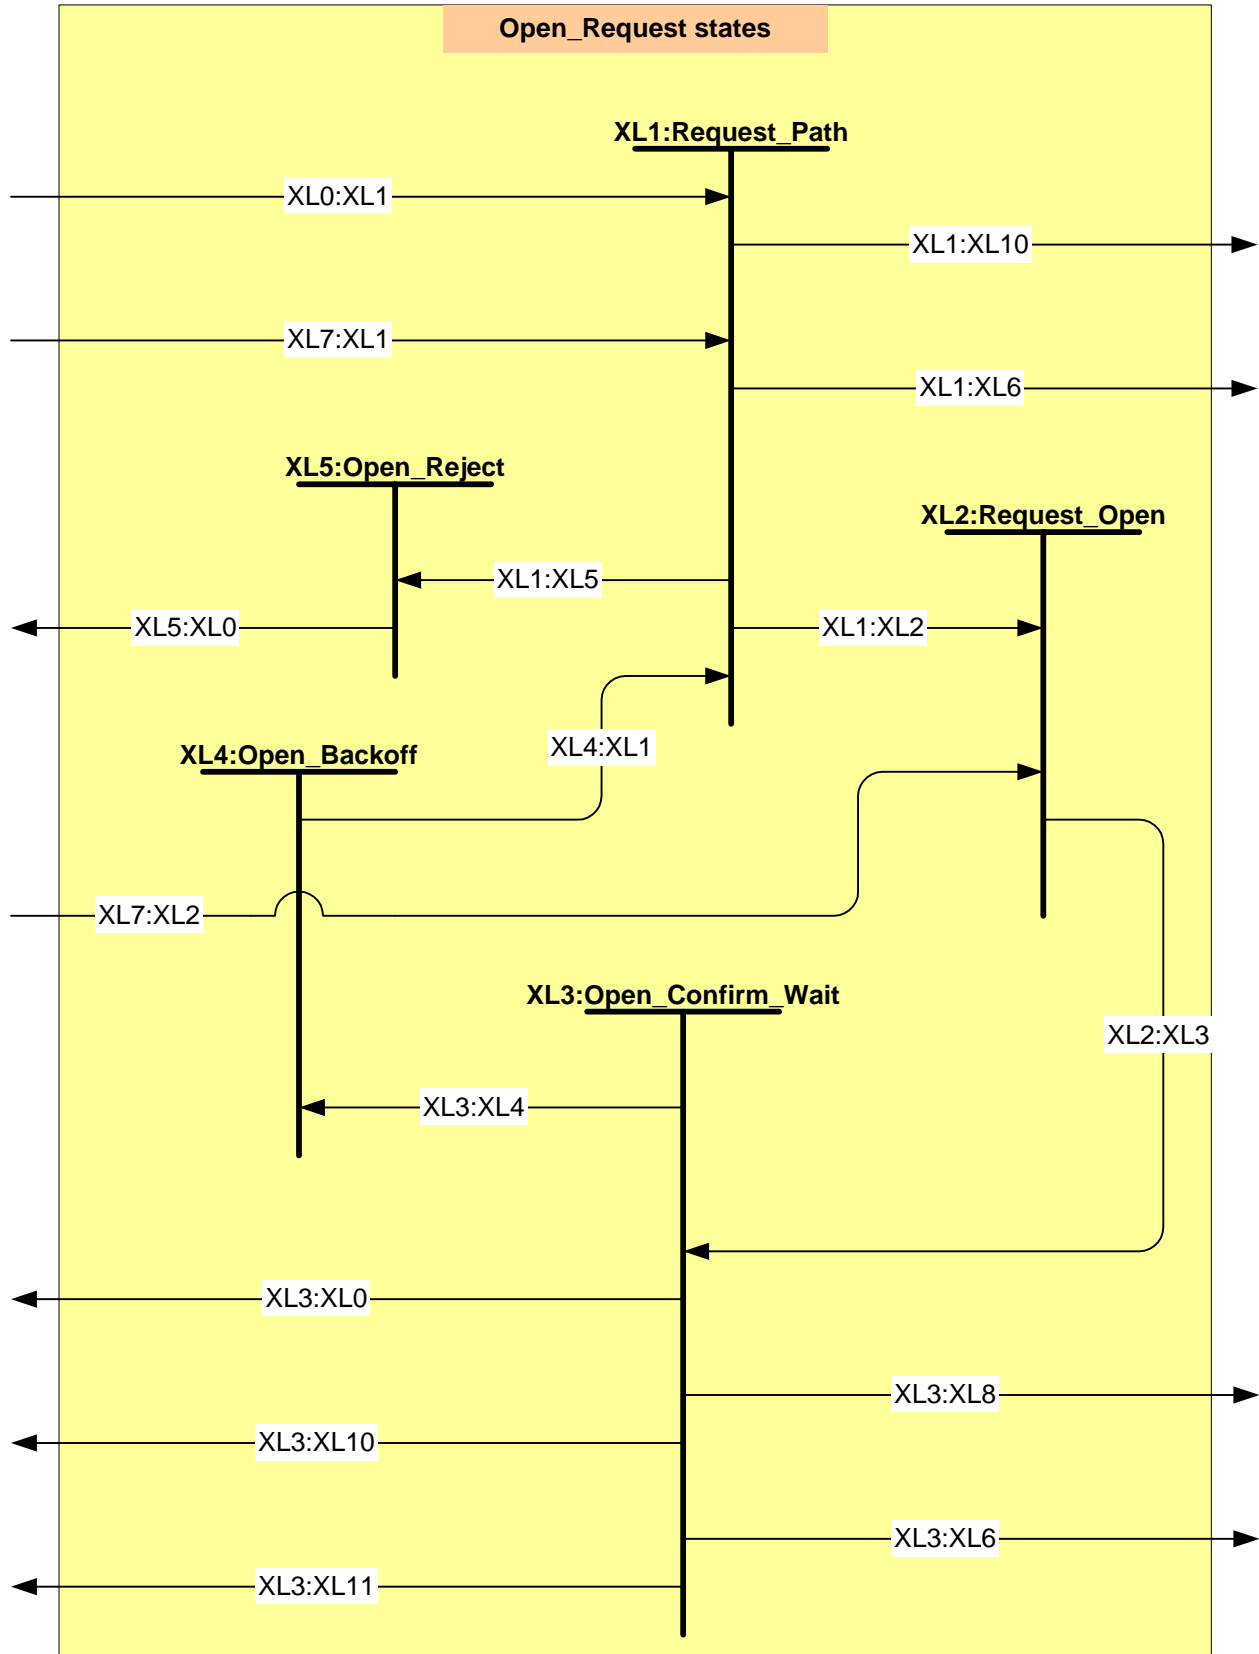 Open_Request states
XL1:Request_Path
XL0:XL1
XL1:XL10
XL7:XL1
XL1:XL6
XL5:Open_Reject
XL2:Request_Open
XL1:XL5
XL5:XL0
XL1:XL2
XL4:XL1
XL4:Open_Backoff
XL7:XL2
XL3:Open_Confirm_Wait
XL2:XL3
XL3:XL4
XL3:XL0
XL3:XL8
XL3:XL10
XL3:XL6
XL3:XL11